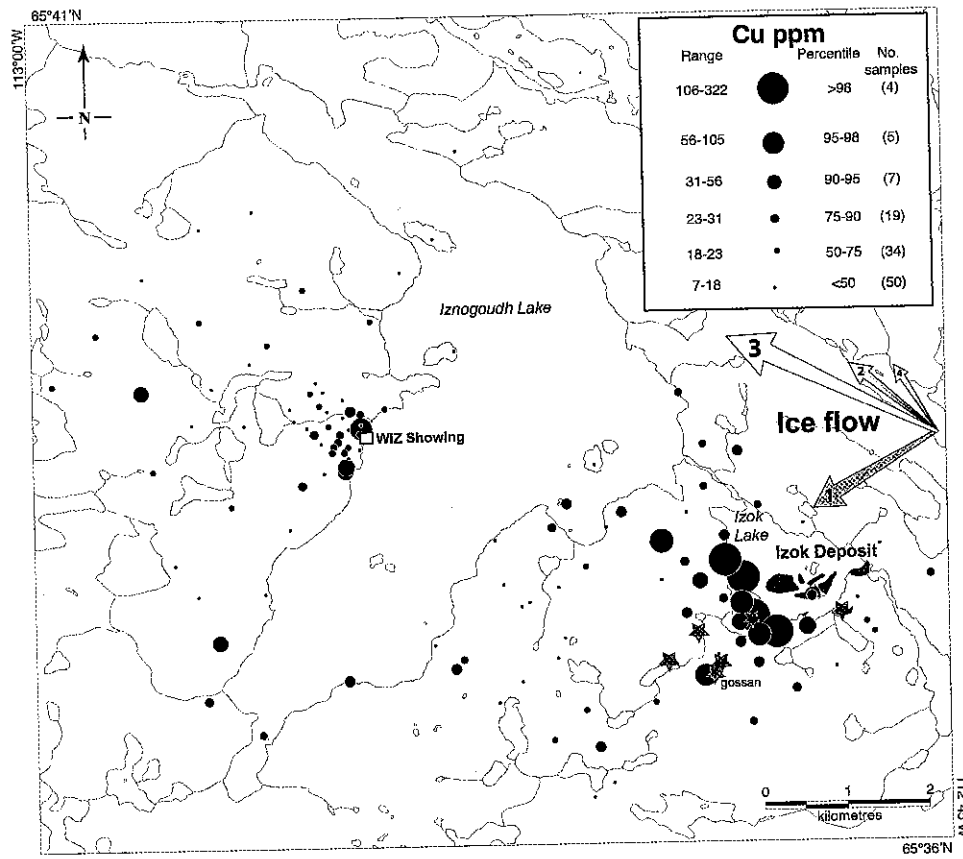 65°41'N
113°00'W
N
Cu ppm
Range Percentile No. samples
106-322 >98 (4)
56-105 95-98 (5)
31-56 90-95 (7)
23-31 75-90 (19)
18-23 50-75 (34)
7-18 <50 (50)
Iznogoudh Lake
3
2
4
Ice flow
1
WIZ Showing
Izok
Lake
Izok Deposit
gossan
0 1 2
kilometres
65°36'N